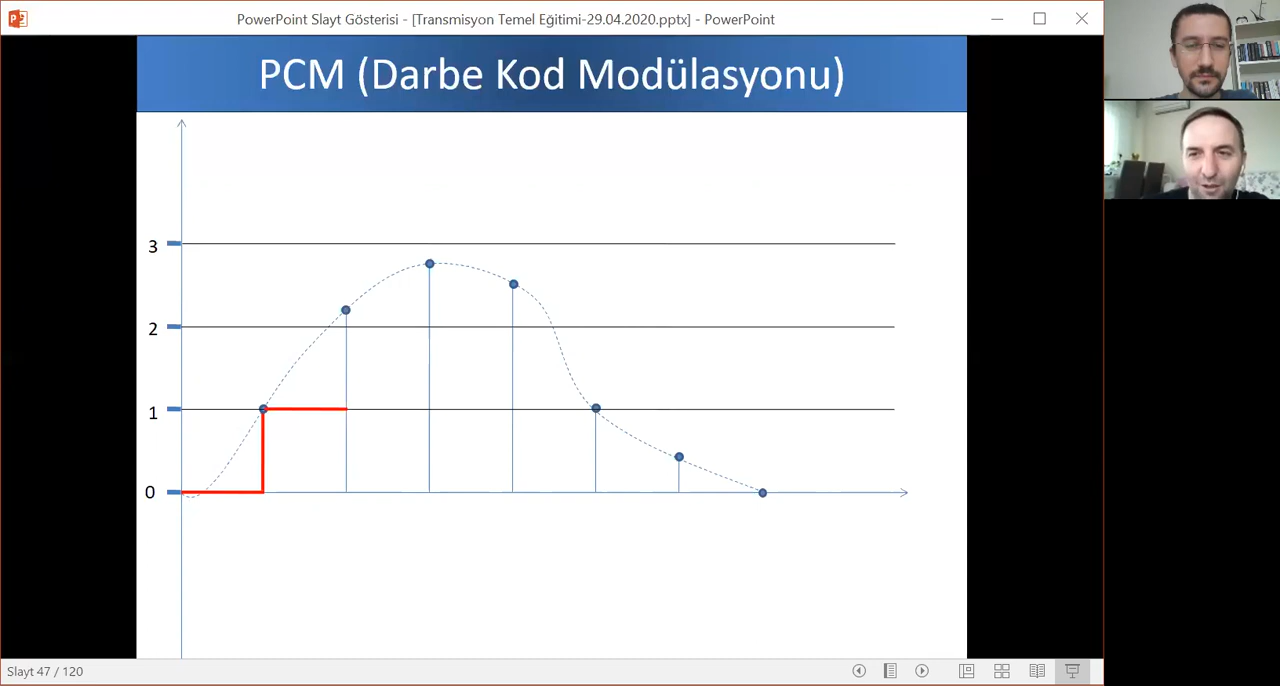 PowerPoint Slayt Gösterisi - [Transmisyon Temel Eğitimi-29.04.2020.pptx] - PowerPoint
PCM (Darbe Kod Modülasyonu)
3
2
1
0
Slayt 47 / 120